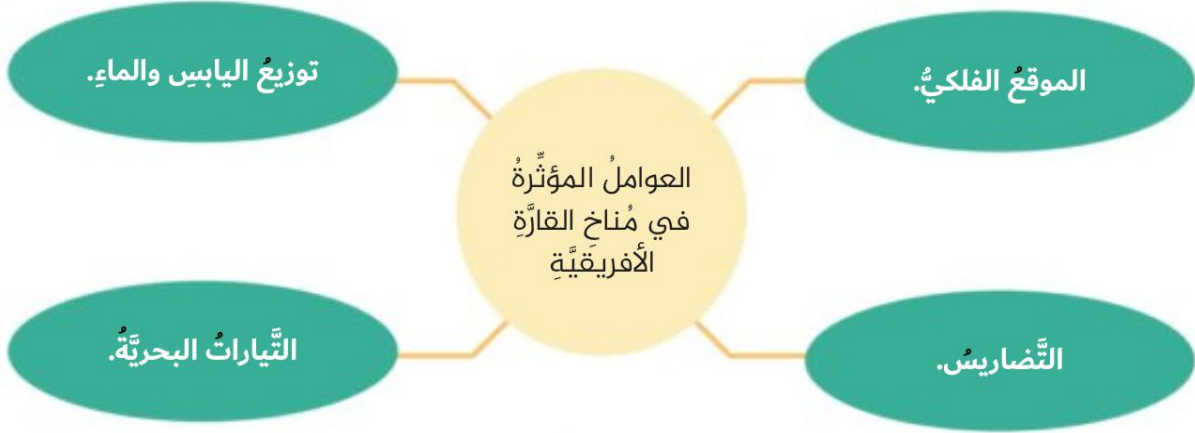 العواملُ المؤثِّرةُ
في مُناخِ القارَّةِ
الأفريقيَّةِ
الموقعُ الفلكيُّ.
توزيعُ اليابسِ والماءِ.
التَّضاريسُ.
التَّياراتُ البحريَّةُ.